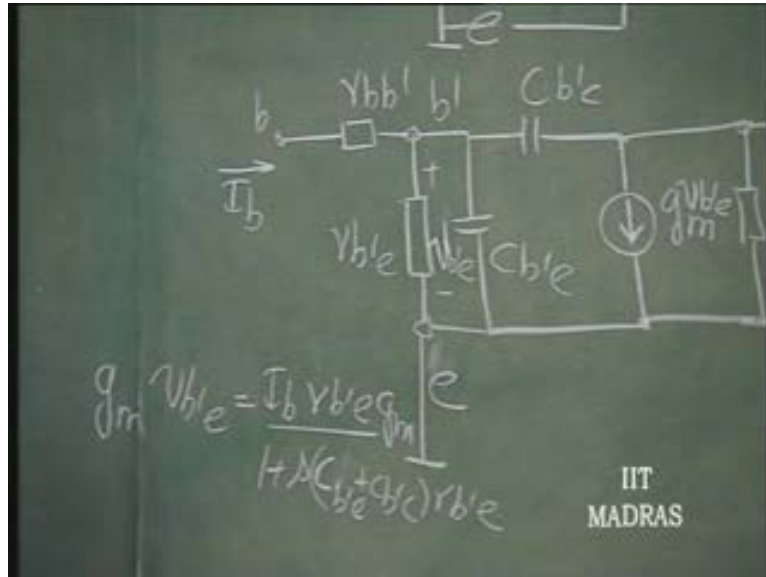 e
b rbb' b' Cb'c
Ib
+
rb'e Vb'e Cb'e gmVb'e
-
e
gm Vb'e = Ib rb'e gm
1+s(Cb'e+Cb'c)rb'e
IIT
MADRAS